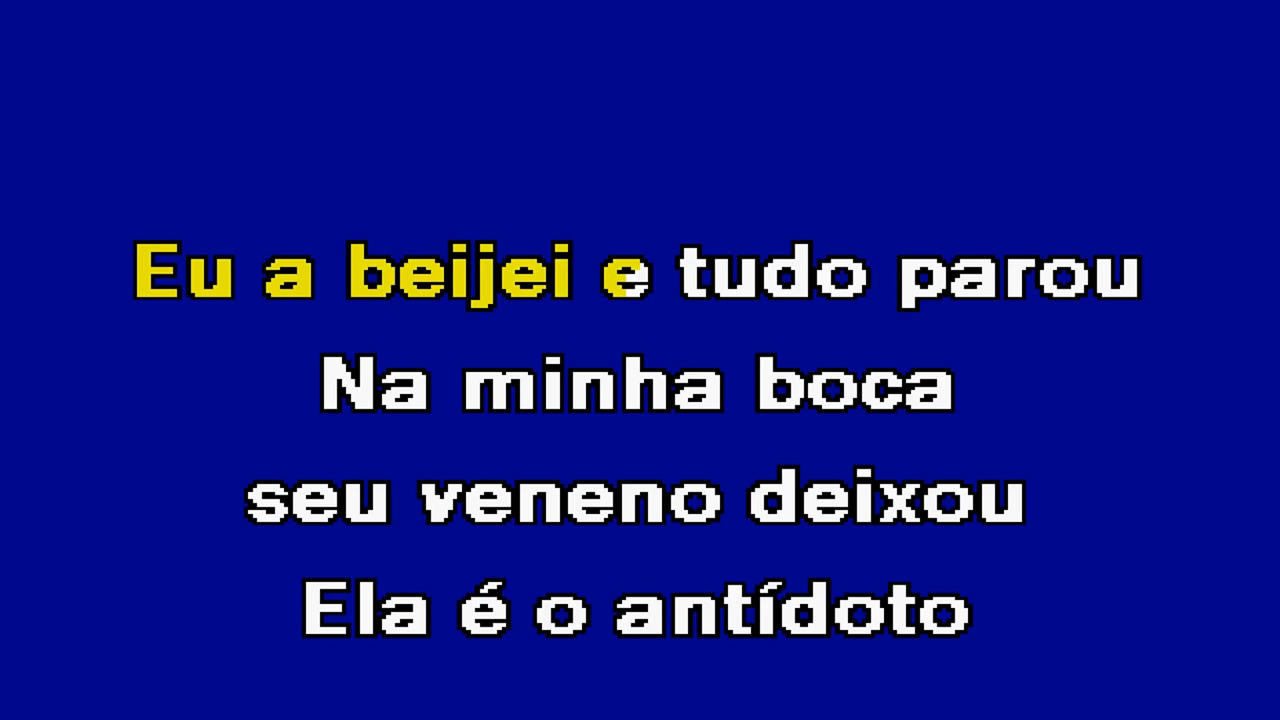 Eu a beijei e tudo parou
Na minha boca
seu veneno deixou
Ela é o antídoto